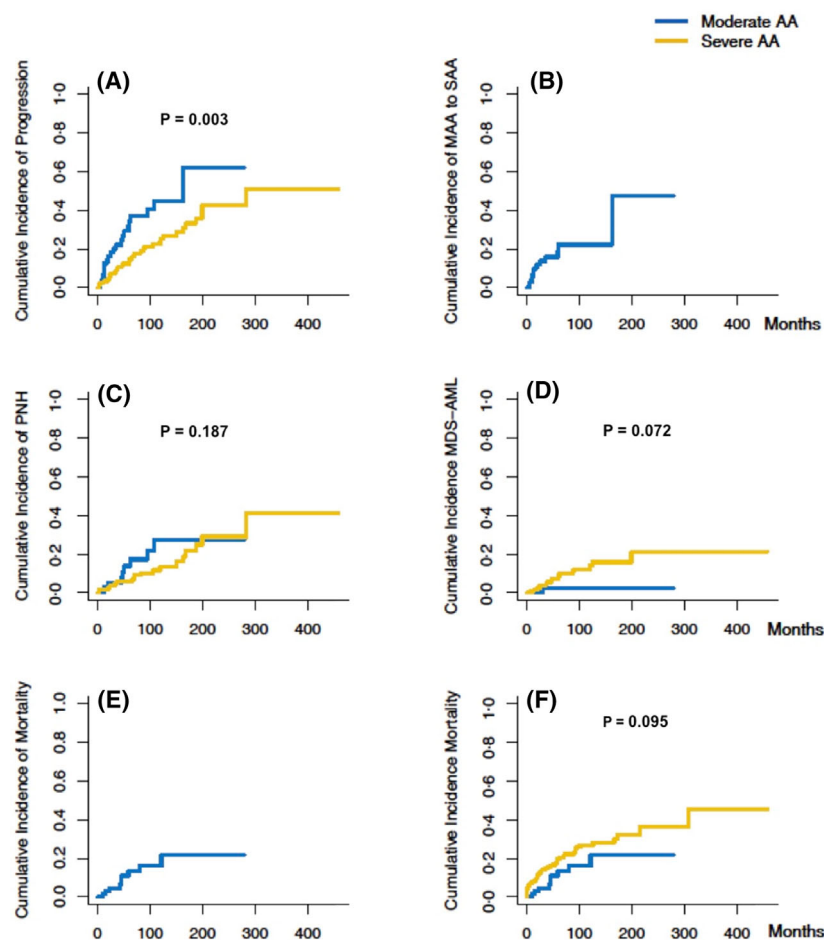 Moderate AA
Severe AA
(A)
P = 0.003
Cumulative Incidence of Progression
1·0
0·8
0·6
0·4
0·2
0·0
0 100 200 300 400
(B)
Cumulative Incidence of MAA to SAA
1·0
0·8
0·6
0·4
0·2
0·0
0 100 200 300 400 Months
(C)
P = 0.187
Cumulative Incidence of PNH
1·0
0·8
0·6
0·4
0·2
0·0
0 100 200 300 400
(D)
P = 0.072
Cumulative Incidence MDS–AML
1·0
0·8
0·6
0·4
0·2
0·0
0 100 200 300 400 Months
(E)
Cumulative Incidence of Mortality
1·0
0·8
0·6
0·4
0·2
0·0
0 100 200 300 400
(F)
P = 0.095
Cumulative Incidence Mortality
1·0
0·8
0·6
0·4
0·2
0·0
0 100 200 300 400 Months